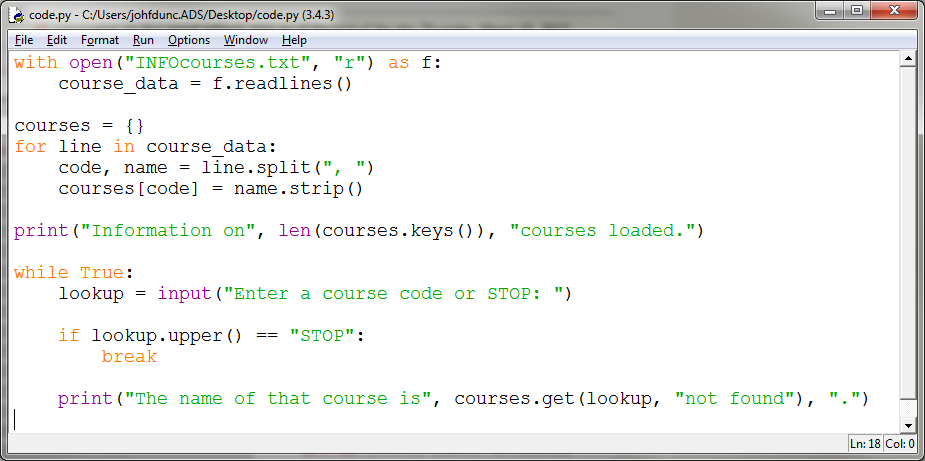 code.py - C:/Users/johfdunc.ADS/Desktop/code.py (3.4.3)
File Edit Format Run Options Window Help
with open("INFOcourses.txt", "r") as f:
    course_data = f.readlines()

courses = {}
for line in course_data:
    code, name = line.split(", ")
    courses[code] = name.strip()

print("Information on", len(courses.keys()), "courses loaded.")

while True:
    lookup = input("Enter a course code or STOP: ")

    if lookup.upper() == "STOP":
        break

    print("The name of that course is", courses.get(lookup, "not found"), ".")
Ln: 18 Col: 0